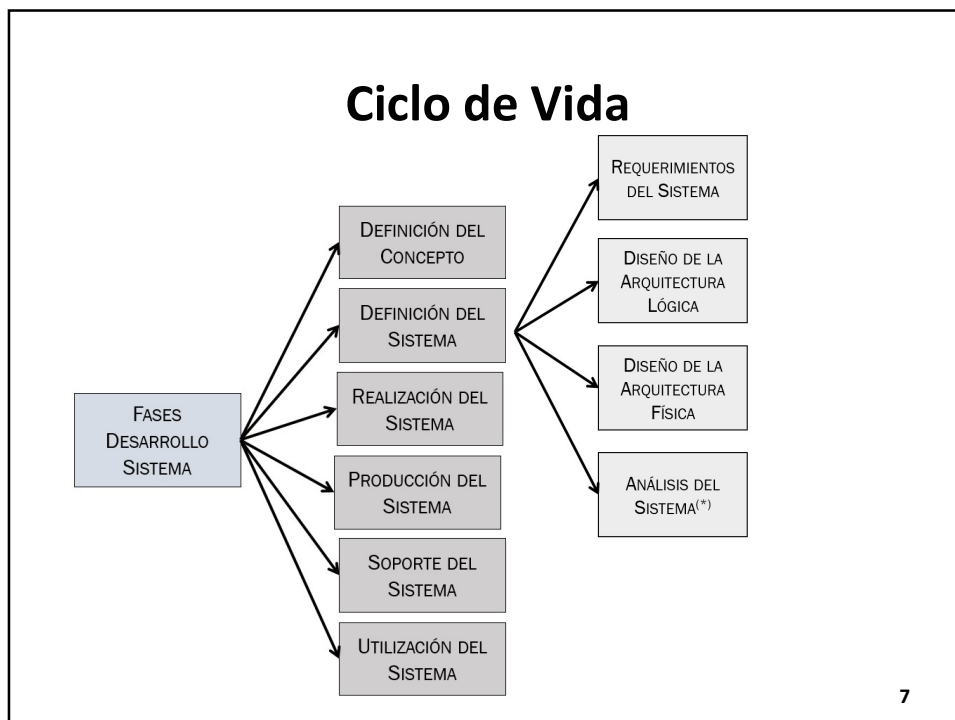 Ciclo de Vida
FASES
DESARROLLO
SISTEMA
DEFINICIÓN DEL
CONCEPTO
DEFINICIÓN DEL
SISTEMA
REALIZACIÓN DEL
SISTEMA
PRODUCCIÓN DEL
SISTEMA
SOPORTE DEL
SISTEMA
UTILIZACIÓN DEL
SISTEMA
REQUERIMIENTOS
DEL SISTEMA
DISEÑO DE LA
ARQUITECTURA
LÓGICA
DISEÑO DE LA
ARQUITECTURA
FÍSICA
ANÁLISIS DEL
SISTEMA(*)
7